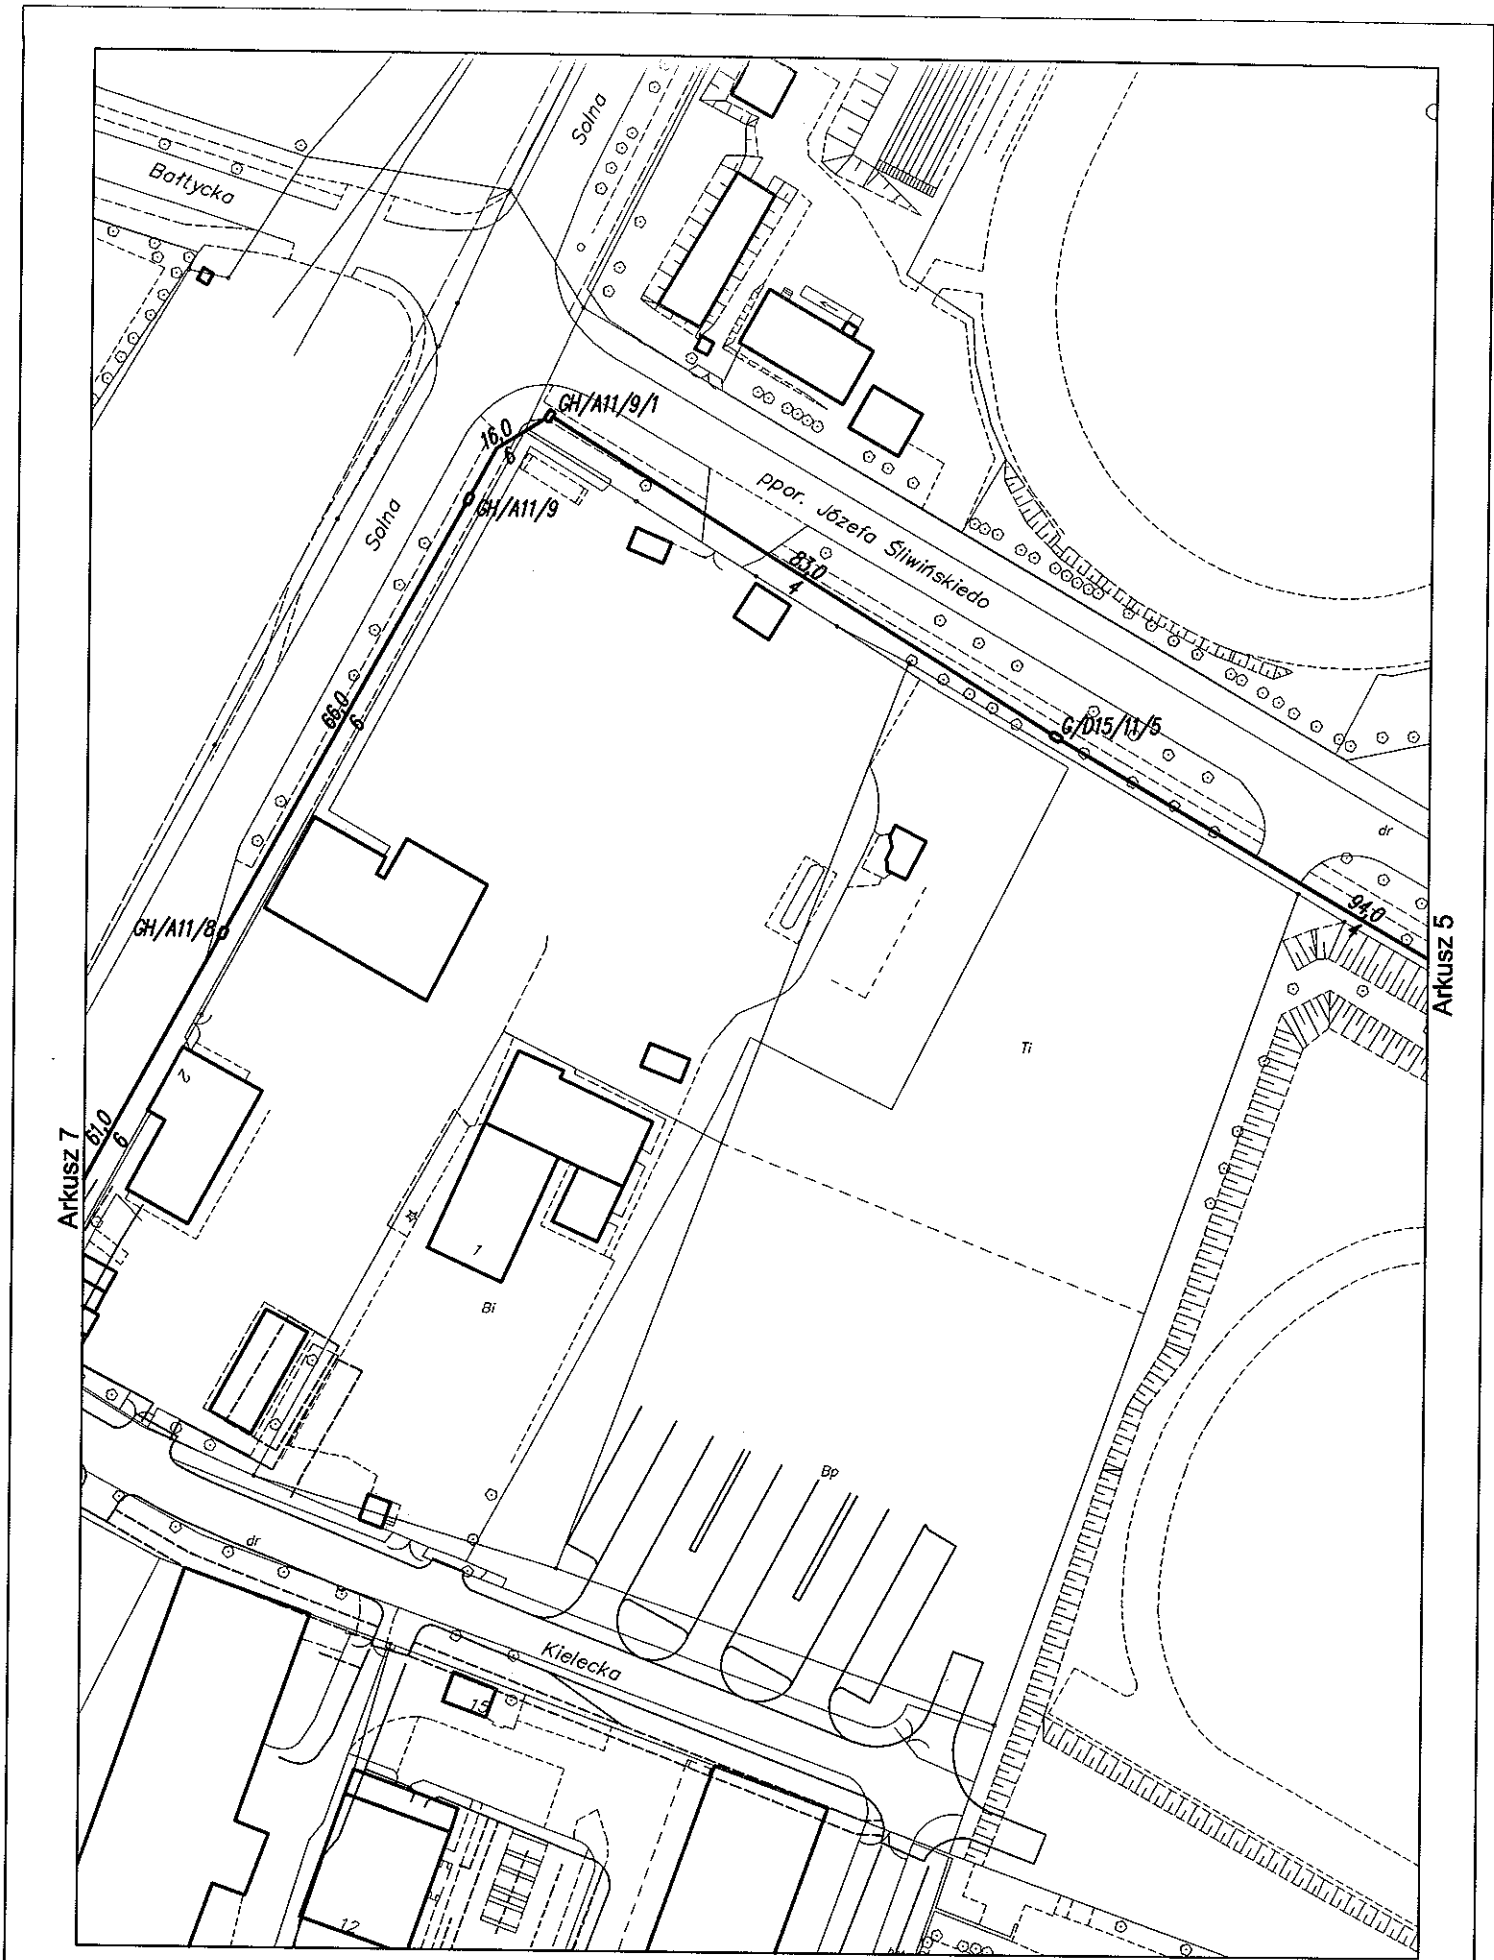 Solna
Bałtycka
GH/A11/9/1
16,0
6
GH/A11/9
Solna
ppor. Józefa Śliwińskiedo
83,0
4
66,0
6
G/D15/11/5
dr
94,0
4
GH/A11/8
Arkusz 5
Ti
2
61,0
6
Arkusz 7
1
Bi
Bp
dr
Kielecka
15
12